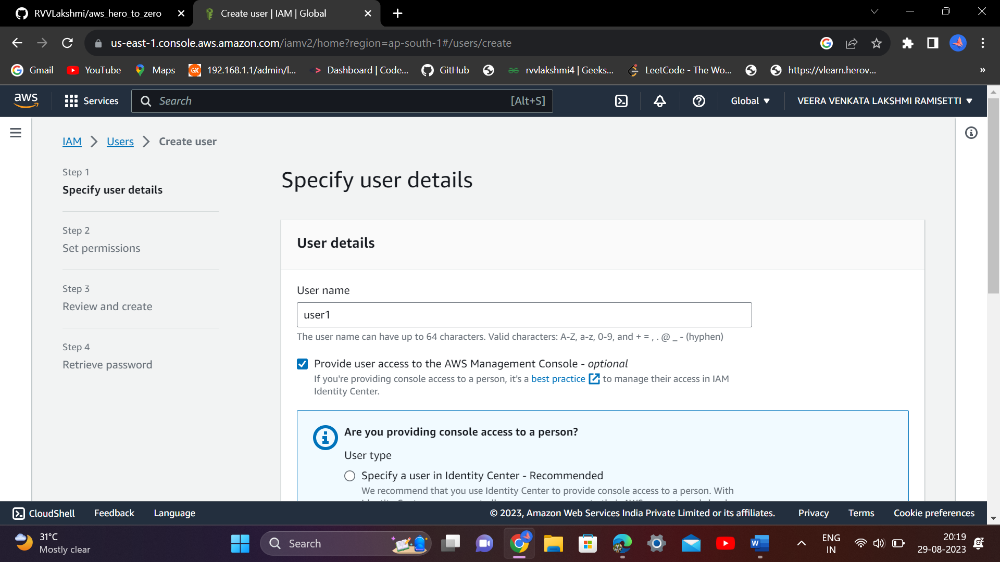 RVVLakshmi/aws_hero_to_zero
Create user | IAM | Global
us-east-1.console.aws.amazon.com/iamv2/home?region=ap-south-1#/users/create
Gmail
YouTube
Maps
192.168.1.1/admin/l...
Dashboard | Code...
GitHub
rvvlakshmi4 | Geeks...
LeetCode - The Wo...
https://vlearn.herov...
»
aws
Services
Search
[Alt+S]
Global
VEERA VENKATA LAKSHMI RAMISETTI
IAM
Users
Create user
Step 1
Specify user details
Step 2
Set permissions
Step 3
Review and create
Step 4
Retrieve password
Specify user details
User details
User name
user1
The user name can have up to 64 characters. Valid characters: A-Z, a-z, 0-9, and + = , . @ _ - (hyphen)
Provide user access to the AWS Management Console - optional
If you're providing console access to a person, it's a best practice to manage their access in IAM
Identity Center.
Are you providing console access to a person?
User type
Specify a user in Identity Center - Recommended
We recommend that you use Identity Center to provide console access to a person. With
CloudShell
Feedback
Language
© 2023, Amazon Web Services India Private Limited or its affiliates.
Privacy
Terms
Cookie preferences
31°C
Mostly clear
Search
ENG
IN
20:19
29-08-2023